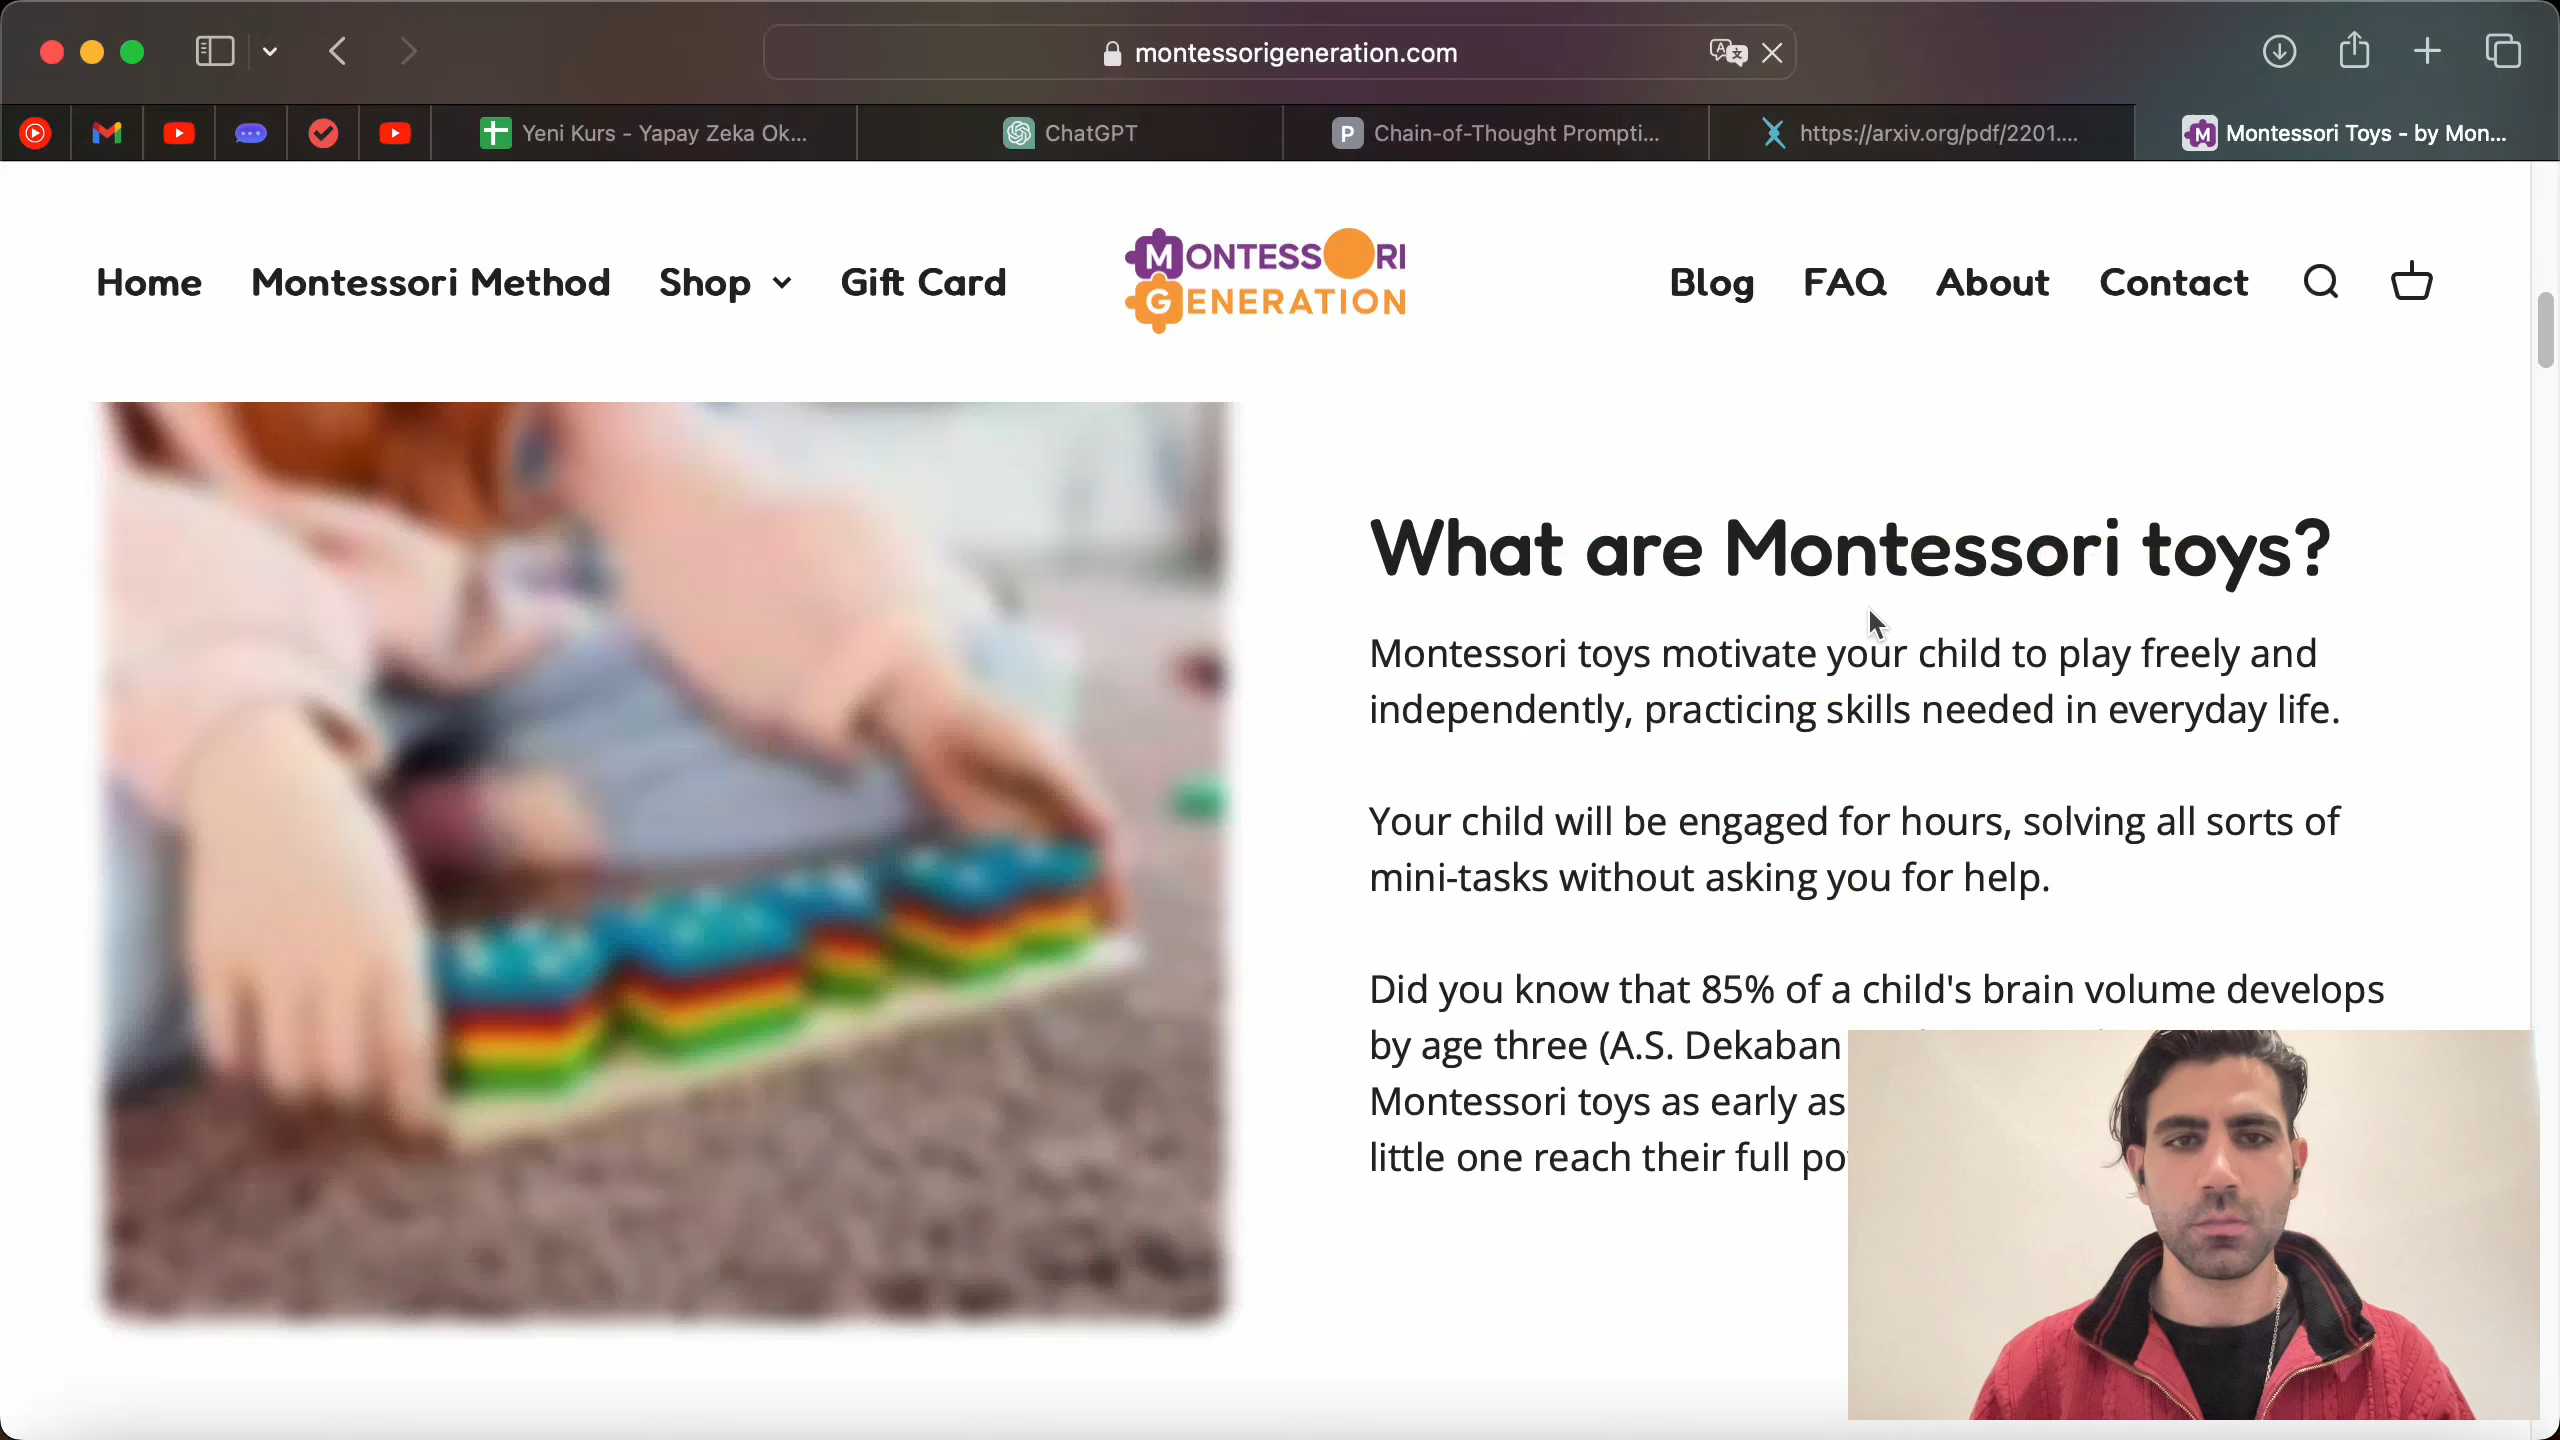 montessorigeneration.com
Yeni Kurs - Yapay Zeka Ok...
ChatGPT
P
Chain-of-Thought Prompti...
https://arxiv.org/pdf/2201....
M
Montessori Toys - by Mon...
Home
Montessori Method
Shop
Gift Card
MONTESSORI
GENERATION
Blog
FAQ
About
Contact
What are Montessori toys?
Montessori toys motivate your child to play freely and
independently, practicing skills needed in everyday life.
Your child will be engaged for hours, solving all sorts of
mini-tasks without asking you for help.
Did you know that 85% of a child's brain volume develops
by age three (A.S. Dekaban
Montessori toys as early as
little one reach their full